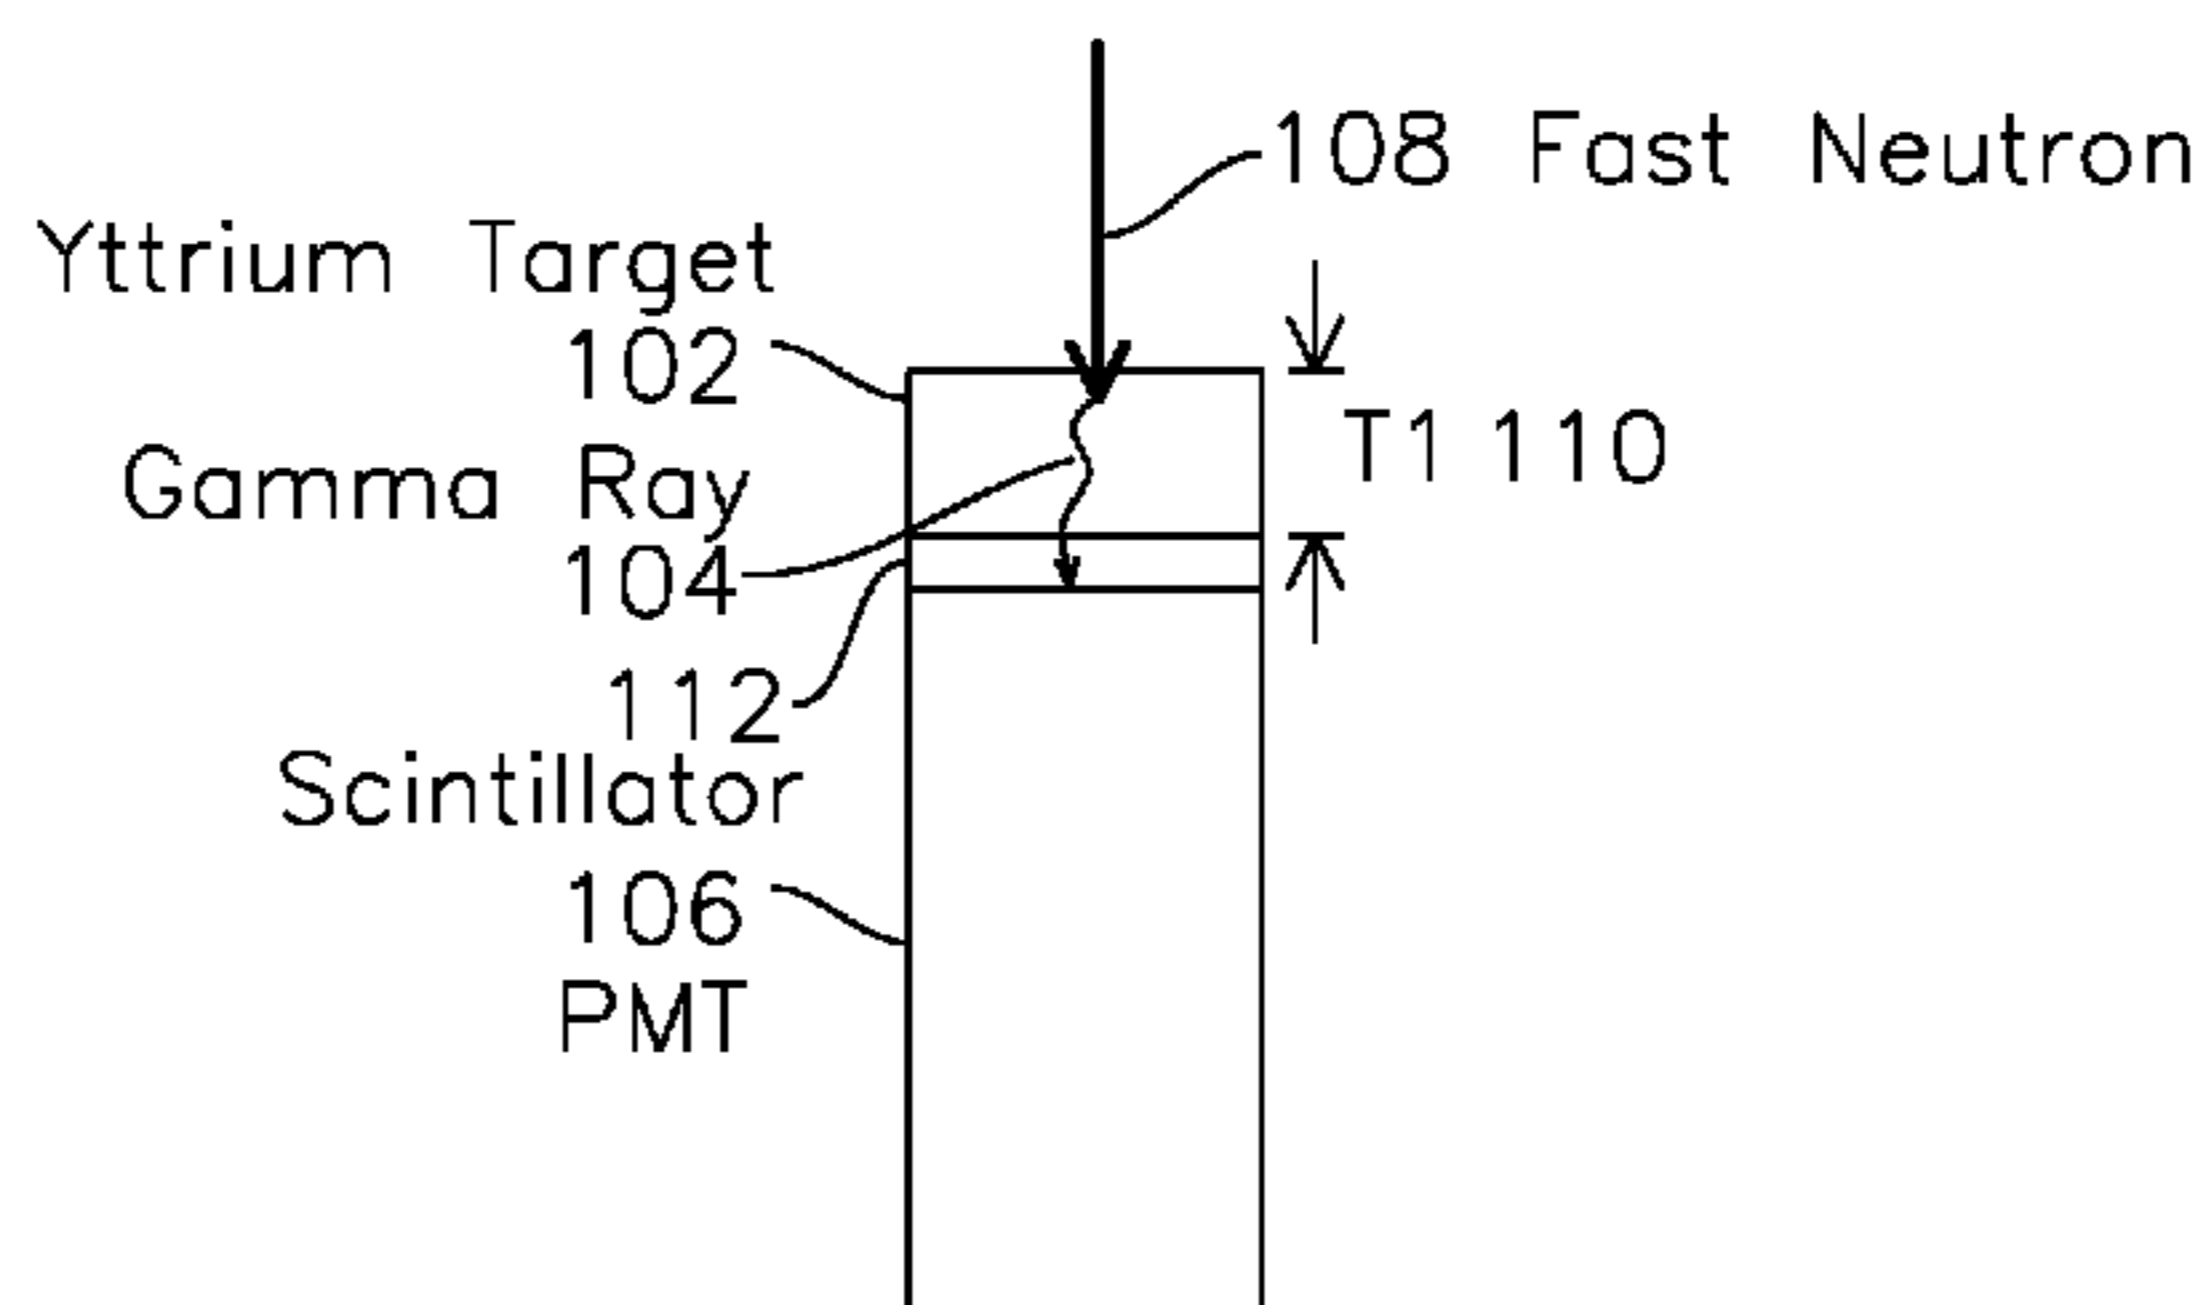 108 Fast Neutron
Yttrium Target
102
T1 110
Gamma Ray
104
112
Scintillator
106
PMT